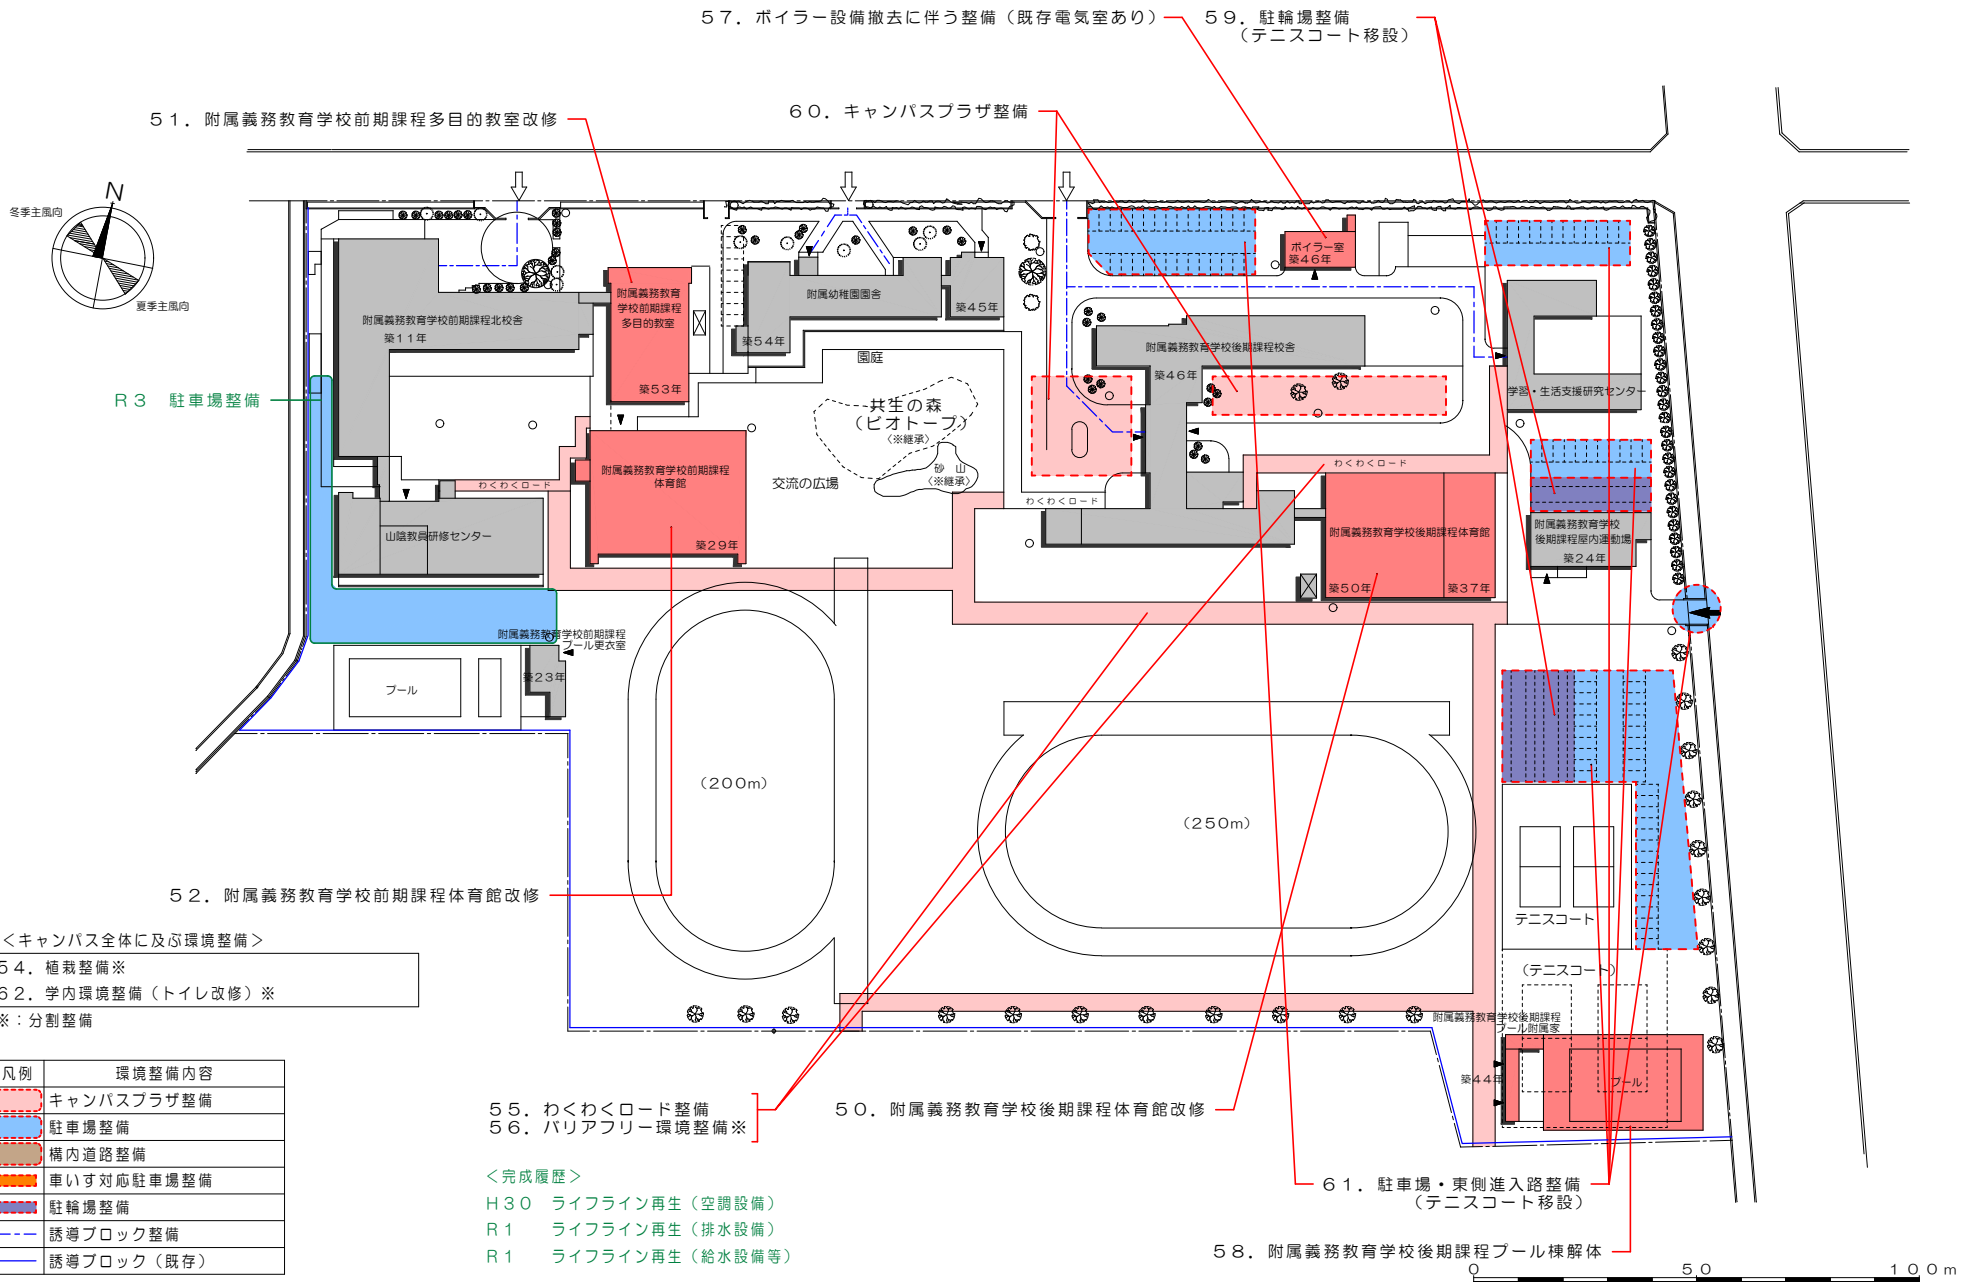 57．ボイラー設備撤去に伴う整備（既存電気室あり）
59．駐輪場整備
（テニスコート移設）
51．附属義務教育学校前期課程多目的教室改修
60．キャンパスプラザ整備
N
冬季主風向
夏季主風向
ボイラー室
築46年
附属義務教育
学校前期課程
多目的教室
築53年
附属幼稚園園舎
築45年
築54年
附属義務教育学校前期課程北校舎
築11年
園庭
附属義務教育学校後期課程校舎
築46年
学習・生活支援研究センター
R3　駐車場整備
共生の森
（ビオトープ）
〈※継承〉
砂　山
〈※継承〉
交流の広場
附属義務教育学校前期課程
体育館
築29年
わくわくロード
わくわくロード
わくわくロード
山陰教員研修センター
附属義務教育学校後期課程体育館
築50年
築37年
附属義務教育学校
後期課程屋内運動場
築24年
附属義務教育学校前期課程
プール更衣室
築23年
プール
（200m）
（250m）
テニスコート
（テニスコート）
52．附属義務教育学校前期課程体育館改修
＜キャンパス全体に及ぶ環境整備＞
54．植栽整備※
62．学内環境整備（トイレ改修）※
※：分割整備
附属義務教育学校後期課程
プール附属家
築44年
プール
凡例
環境整備内容
キャンパスプラザ整備
駐車場整備
構内道路整備
車いす対応駐車場整備
駐輪場整備
誘導ブロック整備
誘導ブロック（既存）
55．わくわくロード整備
56．バリアフリー環境整備※
50．附属義務教育学校後期課程体育館改修
＜完成履歴＞
H30　ライフライン再生（空調設備）
R1　ライフライン再生（排水設備）
R1　ライフライン再生（給水設備等）
61．駐車場・東側進入路整備
（テニスコート移設）
58．附属義務教育学校後期課程プール棟解体
0　50　100m